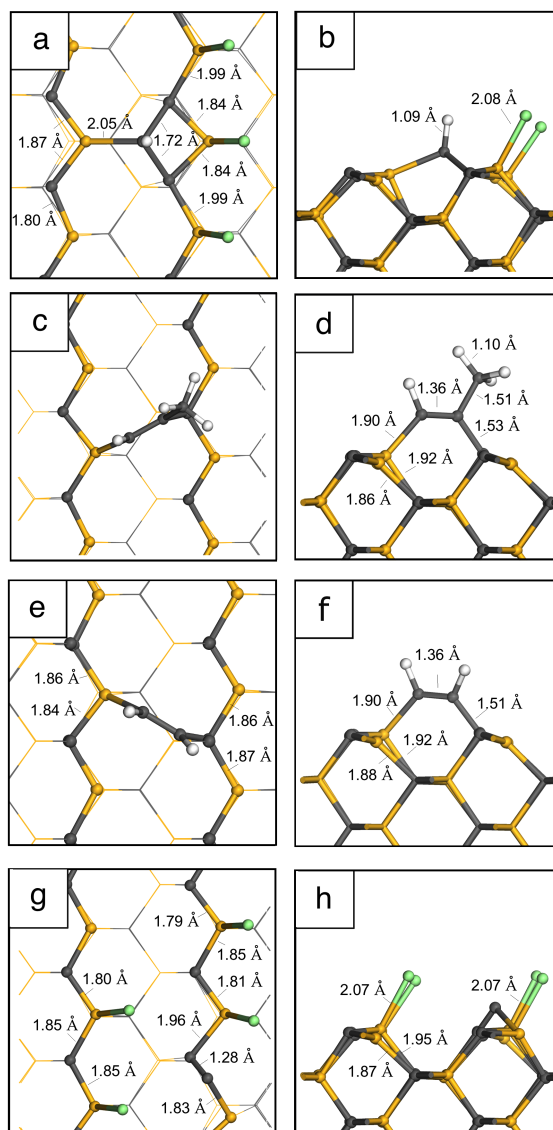 a
1.99 Å
1.84 Å
2.05 Å
1.87 Å
1.72 Å
1.84 Å
1.80 Å
1.99 Å
b
2.08 Å
1.09 Å
c
d
1.10 Å
1.36 Å
1.51 Å
1.90 Å
1.53 Å
1.92 Å
1.86 Å
e
1.86 Å
1.84 Å
1.86 Å
1.87 Å
f
1.36 Å
1.90 Å
1.51 Å
1.92 Å
1.88 Å
g
1.79 Å
1.85 Å
1.80 Å
1.81 Å
1.85 Å
1.96 Å
1.28 Å
1.85 Å
1.83 Å
h
2.07 Å
2.07 Å
1.95 Å
1.87 Å